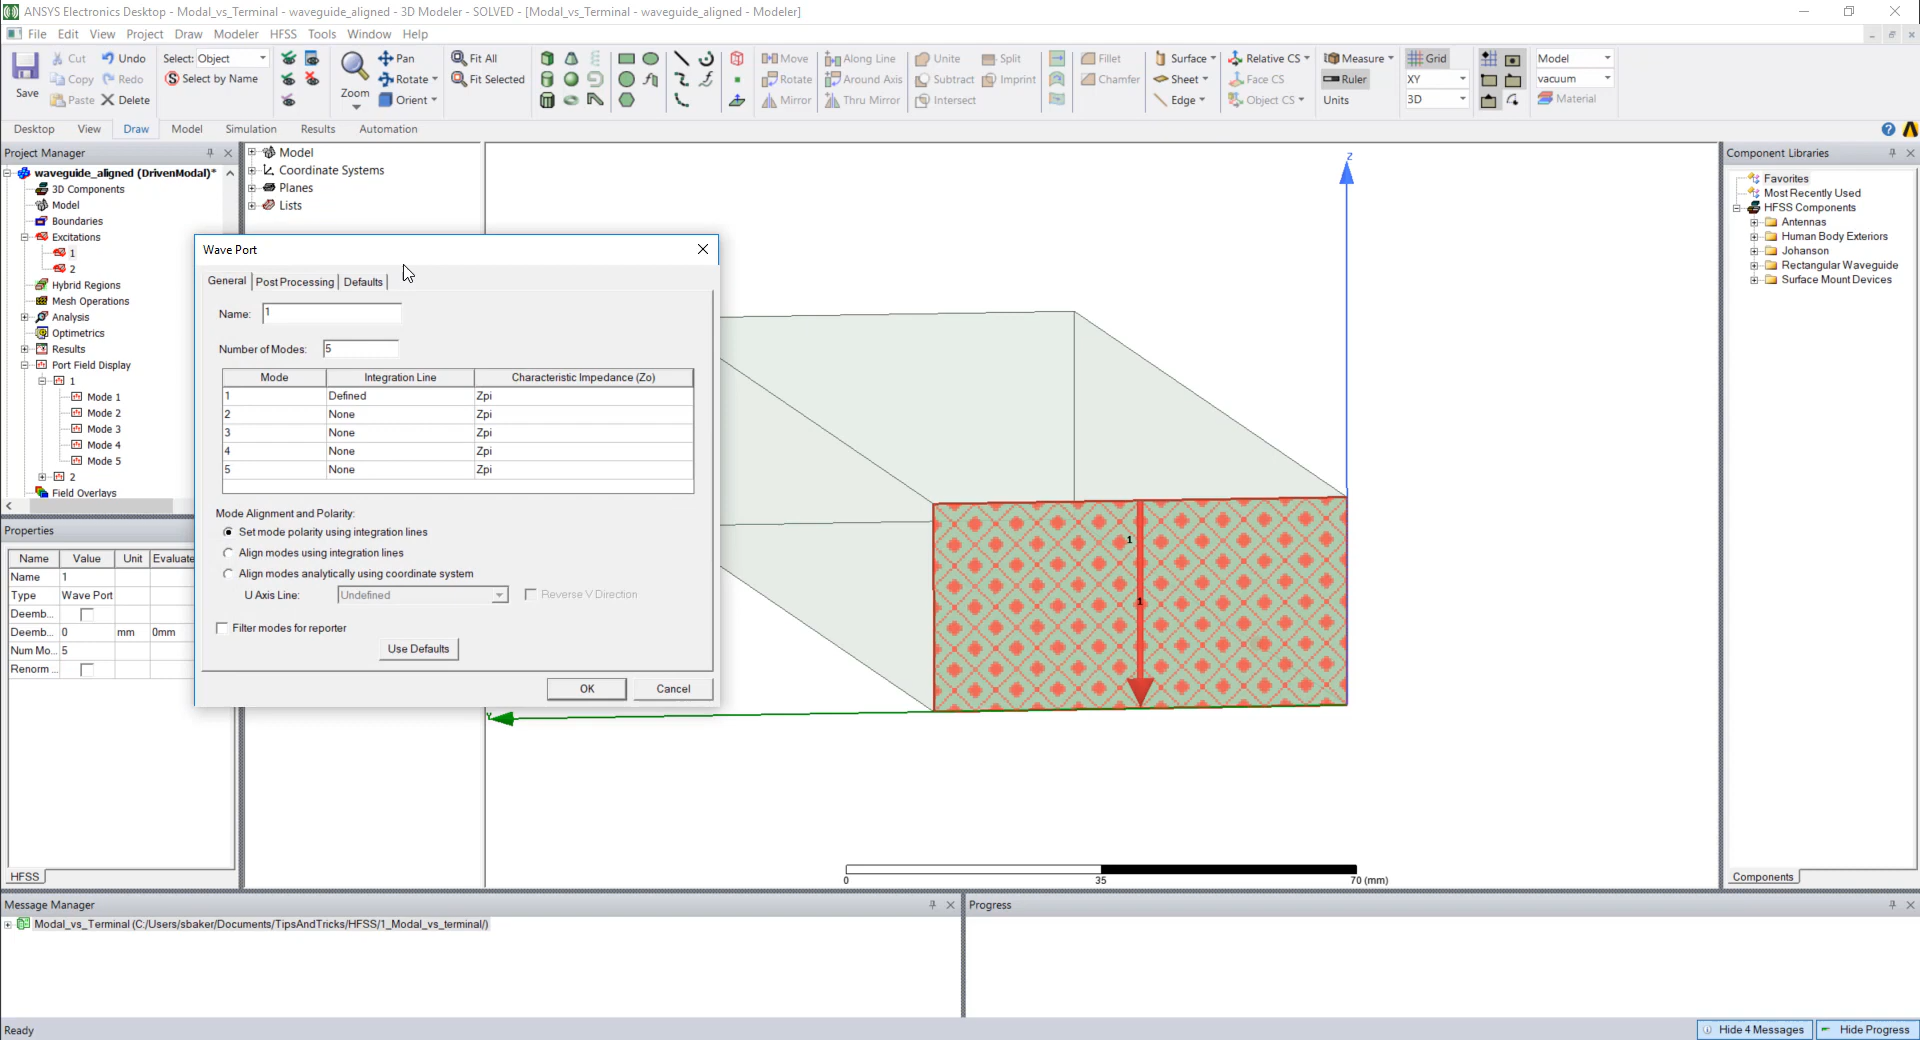 ANSYS Electronics Desktop - Modal_vs_Terminal - waveguide_aligned - 3D Modeler - SOLVED - [Modal_vs_Terminal - waveguide_aligned - Modeler]
File Edit View Project Draw Modeler HFSS Tools Window Help
Save
Cut Undo
Copy Redo
Paste Delete
Select: Object
Select by Name
Zoom
Pan
Rotate
Orient
Fit All
Fit Selected
Move
Rotate
Mirror
Along Line
Around Axis
Thru Mirror
Unite Split
Subtract Imprint
Intersect
Fillet
Chamfer
Surface
Sheet
Edge
Relative CS
Face CS
Object CS
Measure
Ruler
Units
Grid
XY
3D
Model
vacuum
Material
Desktop View Draw Model Simulation Results Automation
Project Manager
waveguide_aligned (DrivenModal)*
3D Components
Model
Boundaries
Excitations
1
2
Hybrid Regions
Mesh Operations
Analysis
Optimetrics
Results
Port Field Display
1
Mode 1
Mode 2
Mode 3
Mode 4
Mode 5
2
Field Overlays
Properties
Name Value Unit Evaluate
Name 1
Type Wave Port
Deemb...
Deemb... 0 mm 0mm
Num Mo... 5
Renorm ...
HFSS
Model
Coordinate Systems
Planes
Lists
Wave Port
General Post Processing Defaults
Name: 1
Number of Modes: 5
Mode Integration Line Characteristic Impedance (Zo)
1 Defined Zpi
2 None Zpi
3 None Zpi
4 None Zpi
5 None Zpi
Mode Alignment and Polarity:
Set mode polarity using integration lines
Align modes using integration lines
Align modes analytically using coordinate system
U Axis Line: Undefined Reverse V Direction
Filter modes for reporter
Use Defaults
OK Cancel
Z
1
1
Y
0 35 70 (mm)
Component Libraries
Favorites
Most Recently Used
HFSS Components
Antennas
Human Body Exteriors
Johanson
Rectangular Waveguide
Surface Mount Devices
Components
Message Manager
Modal_vs_Terminal (C:/Users/sbaker/Documents/TipsAndTricks/HFSS/1_Modal_vs_terminal/)
Progress
Ready
Hide 4 Messages Hide Progress